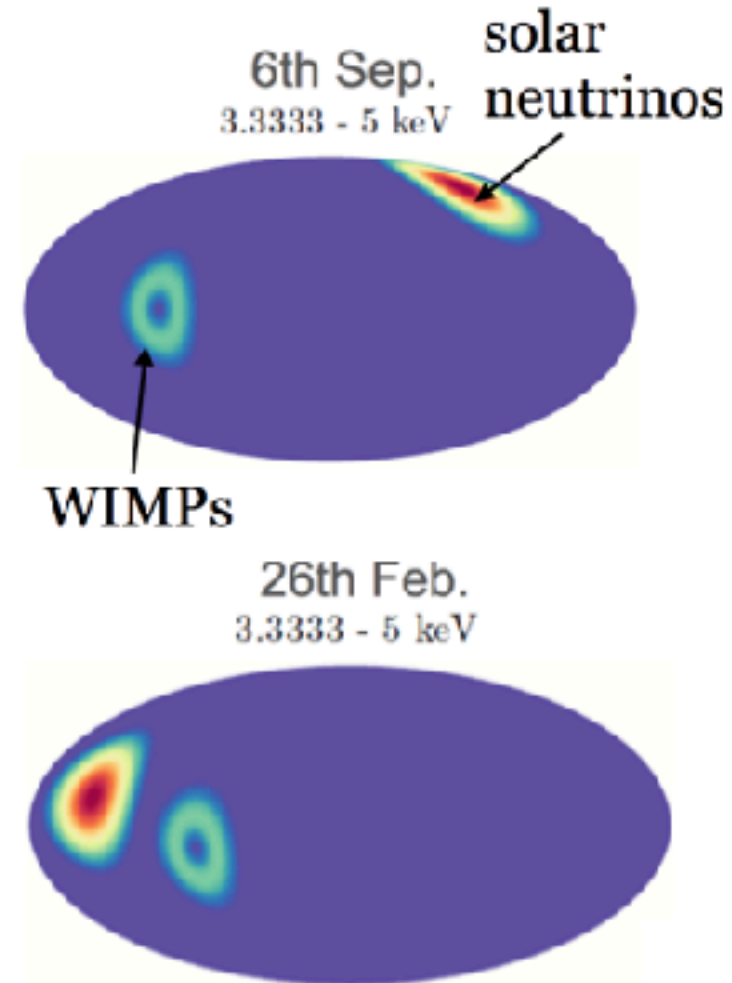 solar
neutrinos
6th Sep.
3.3333 - 5 keV
WIMPs
26th Feb.
3.3333 - 5 keV